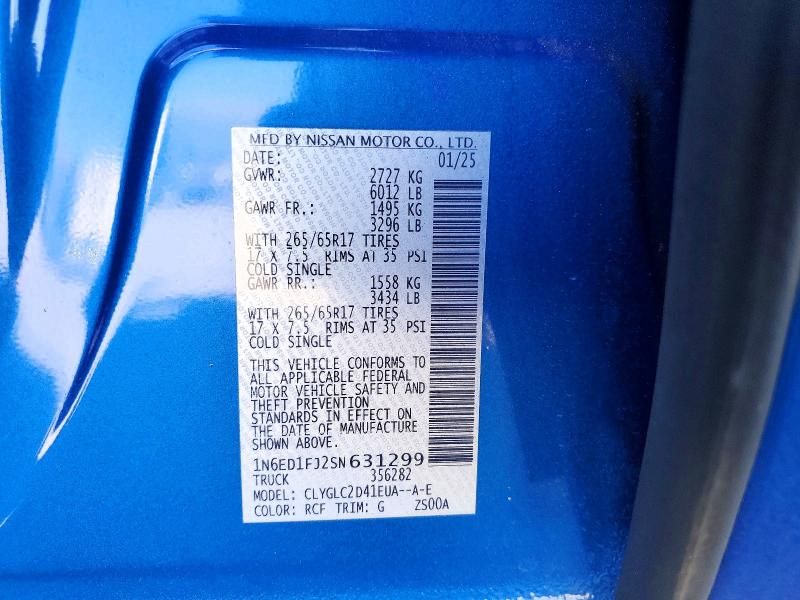 MFD BY NISSAN MOTOR CO., LTD.
DATE: 01/25
GVWR: 2727 KG
6012 LB
GAWR FR.: 1495 KG
3296 LB
WITH 265/65R17 TIRES
17 X 7.5 RIMS AT 35 PSI
COLD SINGLE
GAWR RR.: 1558 KG
3434 LB
WITH 265/65R17 TIRES
17 X 7.5 RIMS AT 35 PSI
COLD SINGLE
THIS VEHICLE CONFORMS TO
ALL APPLICABLE FEDERAL
MOTOR VEHICLE SAFETY AND
THEFT PREVENTION
STANDARDS IN EFFECT ON
THE DATE OF MANUFACTURE
SHOWN ABOVE.
1N6ED1FJ2SN631299
TRUCK 356282
MODEL: CLYGLC2D41EUA--A-E
COLOR: RCF TRIM: G ZS00A